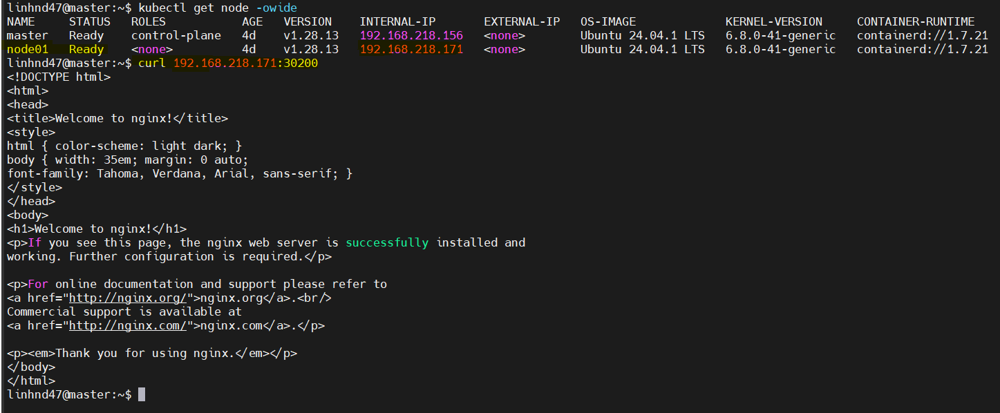 linhnd47@master:~$ kubectl get node -owide
NAME     STATUS   ROLES           AGE   VERSION    INTERNAL-IP       EXTERNAL-IP   OS-IMAGE             KERNEL-VERSION     CONTAINER-RUNTIME
master   Ready    control-plane   4d    v1.28.13   192.168.218.156   <none>        Ubuntu 24.04.1 LTS   6.8.0-41-generic   containerd://1.7.21
node01   Ready    <none>          4d    v1.28.13   192.168.218.171   <none>        Ubuntu 24.04.1 LTS   6.8.0-41-generic   containerd://1.7.21
linhnd47@master:~$ curl 192.168.218.171:30200
<!DOCTYPE html>
<html>
<head>
<title>Welcome to nginx!</title>
<style>
html { color-scheme: light dark; }
body { width: 35em; margin: 0 auto;
font-family: Tahoma, Verdana, Arial, sans-serif; }
</style>
</head>
<body>
<h1>Welcome to nginx!</h1>
<p>If you see this page, the nginx web server is successfully installed and
working. Further configuration is required.</p>

<p>For online documentation and support please refer to
<a href="http://nginx.org/">nginx.org</a>.<br/>
Commercial support is available at
<a href="http://nginx.com/">nginx.com</a>.</p>

<p><em>Thank you for using nginx.</em></p>
</body>
</html>
linhnd47@master:~$